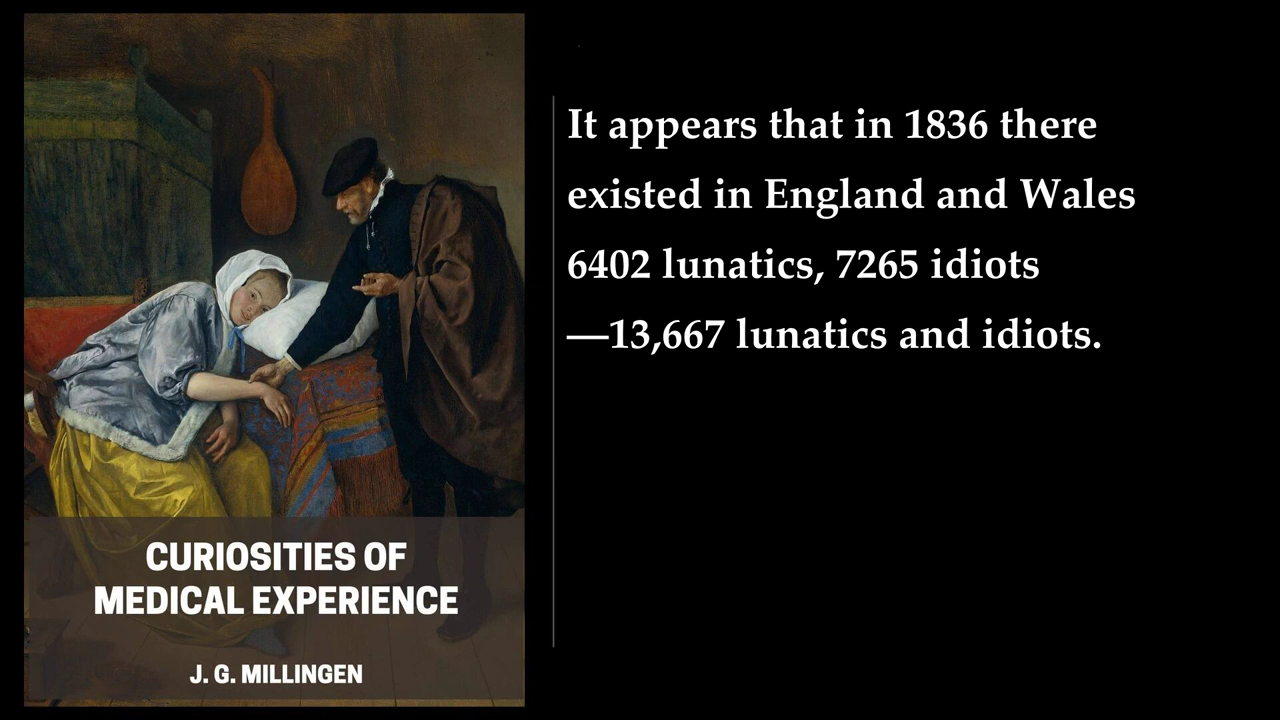 It appears that in 1836 there
existed in England and Wales
6402 lunatics, 7265 idiots
—13,667 lunatics and idiots.
CURIOSITIES OF
MEDICAL EXPERIENCE
J. G. MILLINGEN